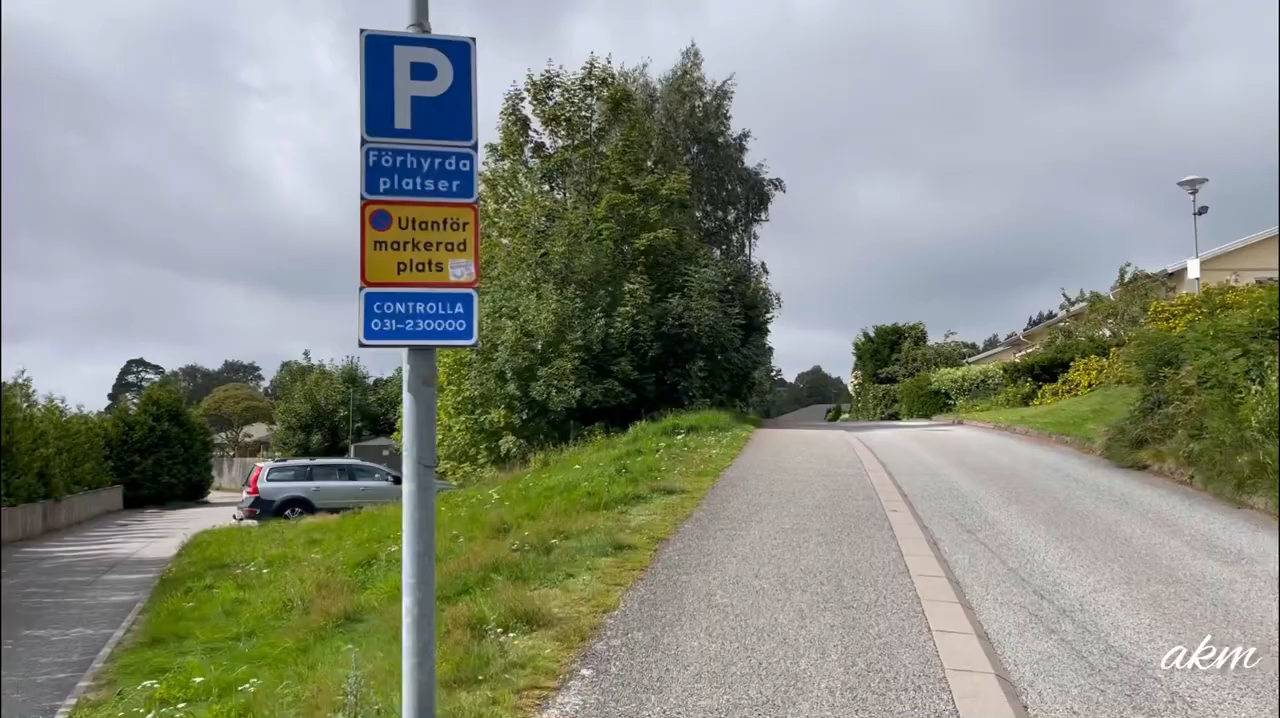 P
Förhyrda
platser
Utanför
markerad
plats
CONTROLLA
031-230000
akm